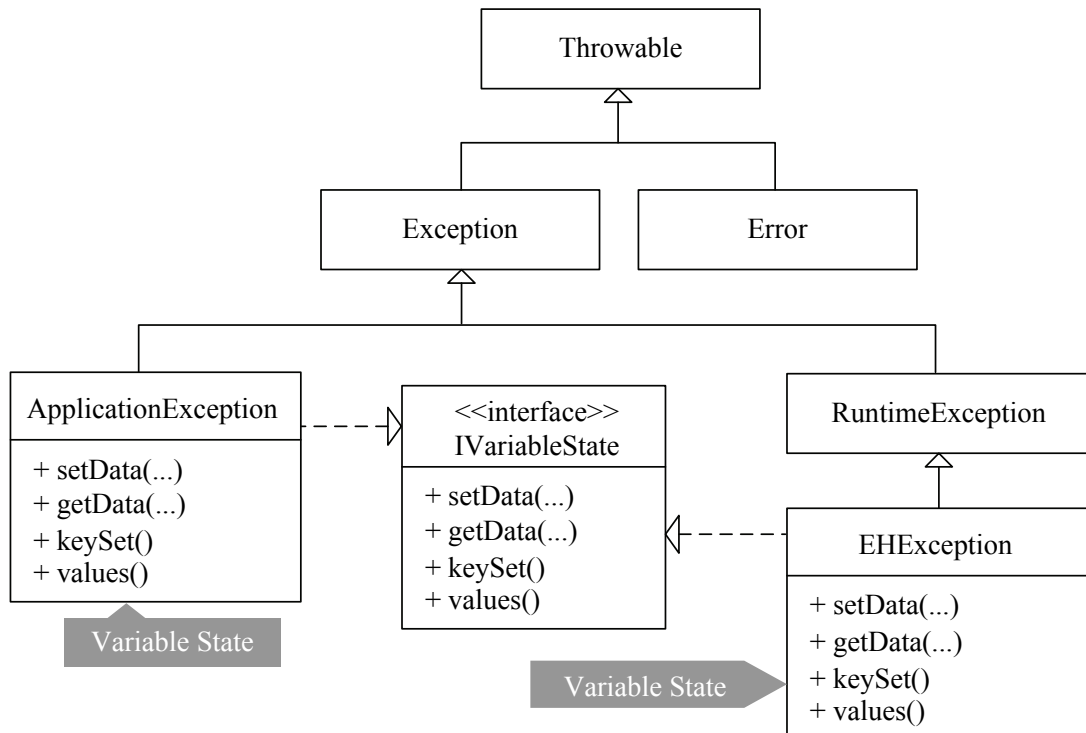 Throwable
Exception
Error
ApplicationException
+ setData(...)
+ getData(...)
+ keySet()
+ values()
Variable State
<<interface>>
IVariableState
+ setData(...)
+ getData(...)
+ keySet()
+ values()
RuntimeException
EHException
+ setData(...)
+ getData(...)
+ keySet()
+ values()
Variable State